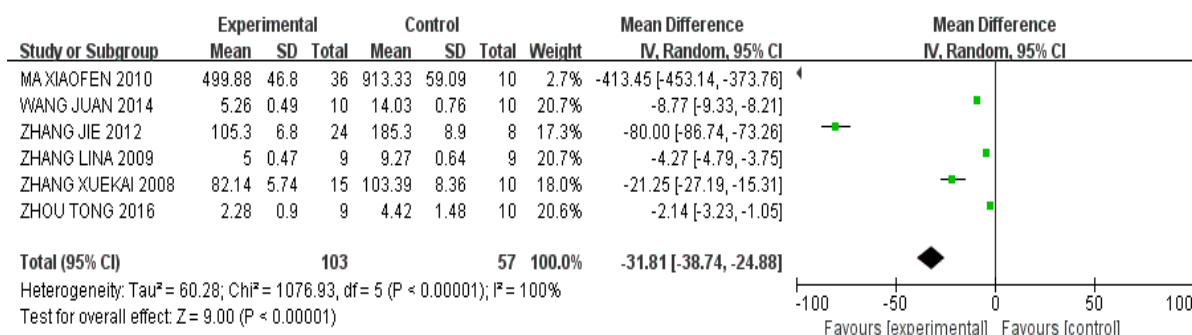 Experimental Control Mean Difference Mean Difference
Study or Subgroup Mean SD Total Mean SD Total Weight IV, Random, 95% CI IV, Random, 95% CI
MA XIAOFEN 2010 499.88 46.8 36 913.33 59.09 10 2.7% -413.45 [-453.14, -373.76]
WANG JUAN 2014 5.26 0.49 10 14.03 0.76 10 20.7% -8.77 [-9.33, -8.21]
ZHANG JIE 2012 105.3 6.8 24 185.3 8.9 8 17.3% -80.00 [-86.74, -73.26]
ZHANG LINA 2009 5 0.47 9 9.27 0.64 9 20.7% -4.27 [-4.79, -3.75]
ZHANG XUEKAI 2008 82.14 5.74 15 103.39 8.36 10 18.0% -21.25 [-27.19, -15.31]
ZHOU TONG 2016 2.28 0.9 9 4.42 1.48 10 20.6% -2.14 [-3.23, -1.05]
Total (95% CI) 103 57 100.0% -31.81 [-38.74, -24.88]
Heterogeneity: Tau² = 60.28; Chi² = 1076.93, df = 5 (P < 0.00001); I² = 100%
Test for overall effect: Z = 9.00 (P < 0.00001)
-100 -50 0 50 100
Favours [experimental] Favours [control]